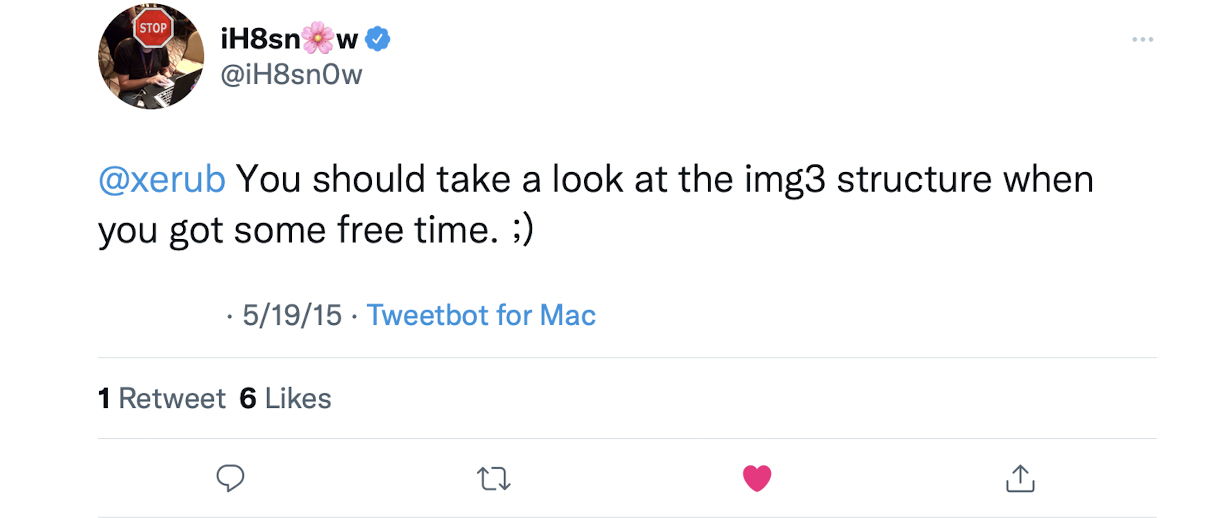 STOP
iH8sn🌸w
@iH8sn0w
@xerub You should take a look at the img3 structure when
you got some free time. ;)
· 5/19/15 · Tweetbot for Mac
1 Retweet 6 Likes